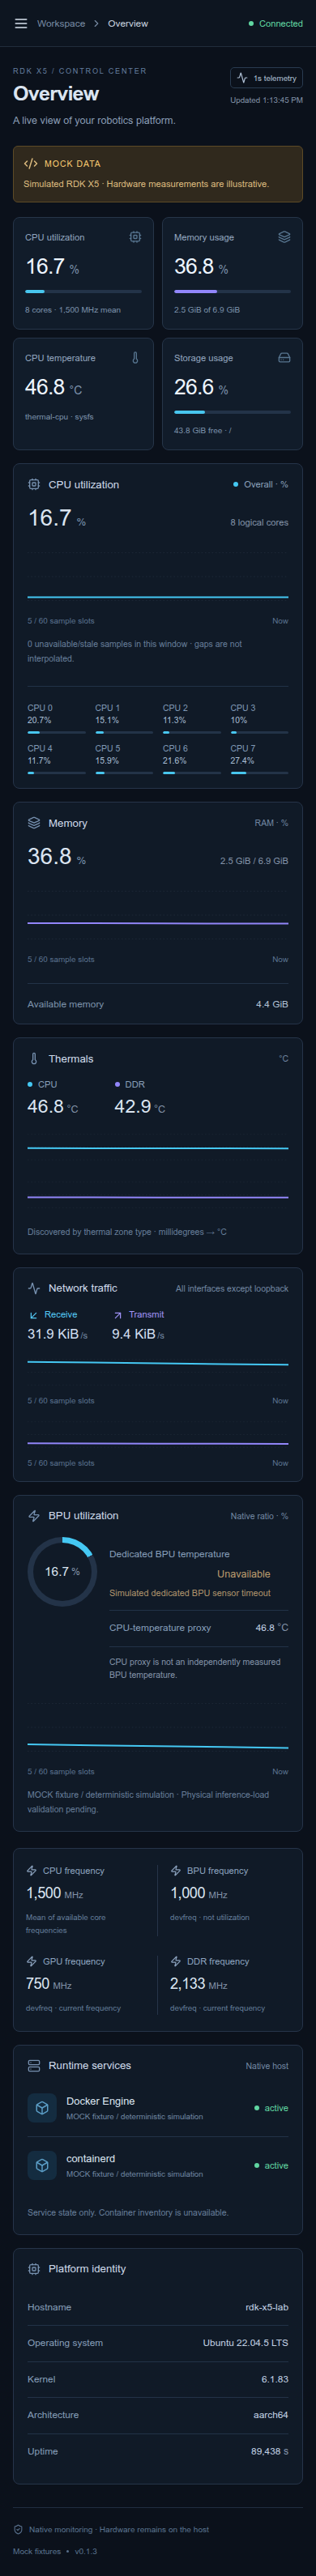 Workspace > Overview
Connected
RDK X5 / CONTROL CENTER
1s telemetry
Overview
Updated 1:13:45 PM
A live view of your robotics platform.
MOCK DATA
Simulated RDK X5 · Hardware measurements are illustrative.
CPU utilization
16.7 %
8 cores · 1,500 MHz mean
Memory usage
36.8 %
2.5 GiB of 6.9 GiB
CPU temperature
46.8 °C
thermal-cpu · sysfs
Storage usage
26.6 %
43.8 GiB free · /
CPU utilization
Overall · %
16.7 %
8 logical cores
5 / 60 sample slots
Now
0 unavailable/stale samples in this window · gaps are not
interpolated.
CPU 0 CPU 1 CPU 2 CPU 3
20.7% 15.1% 11.3% 10%
CPU 4 CPU 5 CPU 6 CPU 7
11.7% 15.9% 21.6% 27.4%
Memory
RAM · %
36.8 %
2.5 GiB / 6.9 GiB
5 / 60 sample slots
Now
Available memory
4.4 GiB
Thermals
°C
CPU DDR
46.8 °C 42.9 °C
Discovered by thermal zone type · millidegrees → °C
Network traffic
All interfaces except loopback
Receive Transmit
31.9 KiB/s 9.4 KiB/s
5 / 60 sample slots
Now
5 / 60 sample slots
Now
BPU utilization
Native ratio · %
16.7 %
Dedicated BPU temperature
Unavailable
Simulated dedicated BPU sensor timeout
CPU-temperature proxy
46.8 °C
CPU proxy is not an independently measured
BPU temperature.
5 / 60 sample slots
Now
MOCK fixture / deterministic simulation · Physical inference-load
validation pending.
CPU frequency
1,500 MHz
Mean of available core
frequencies
BPU frequency
1,000 MHz
devfreq · not utilization
GPU frequency
750 MHz
devfreq · current frequency
DDR frequency
2,133 MHz
devfreq · current frequency
Runtime services
Native host
Docker Engine
MOCK fixture / deterministic simulation
active
containerd
MOCK fixture / deterministic simulation
active
Service state only. Container inventory is unavailable.
Platform identity
Hostname
rdk-x5-lab
Operating system
Ubuntu 22.04.5 LTS
Kernel
6.1.83
Architecture
aarch64
Uptime
89,438 s
Native monitoring · Hardware remains on the host
Mock fixtures • v0.1.3